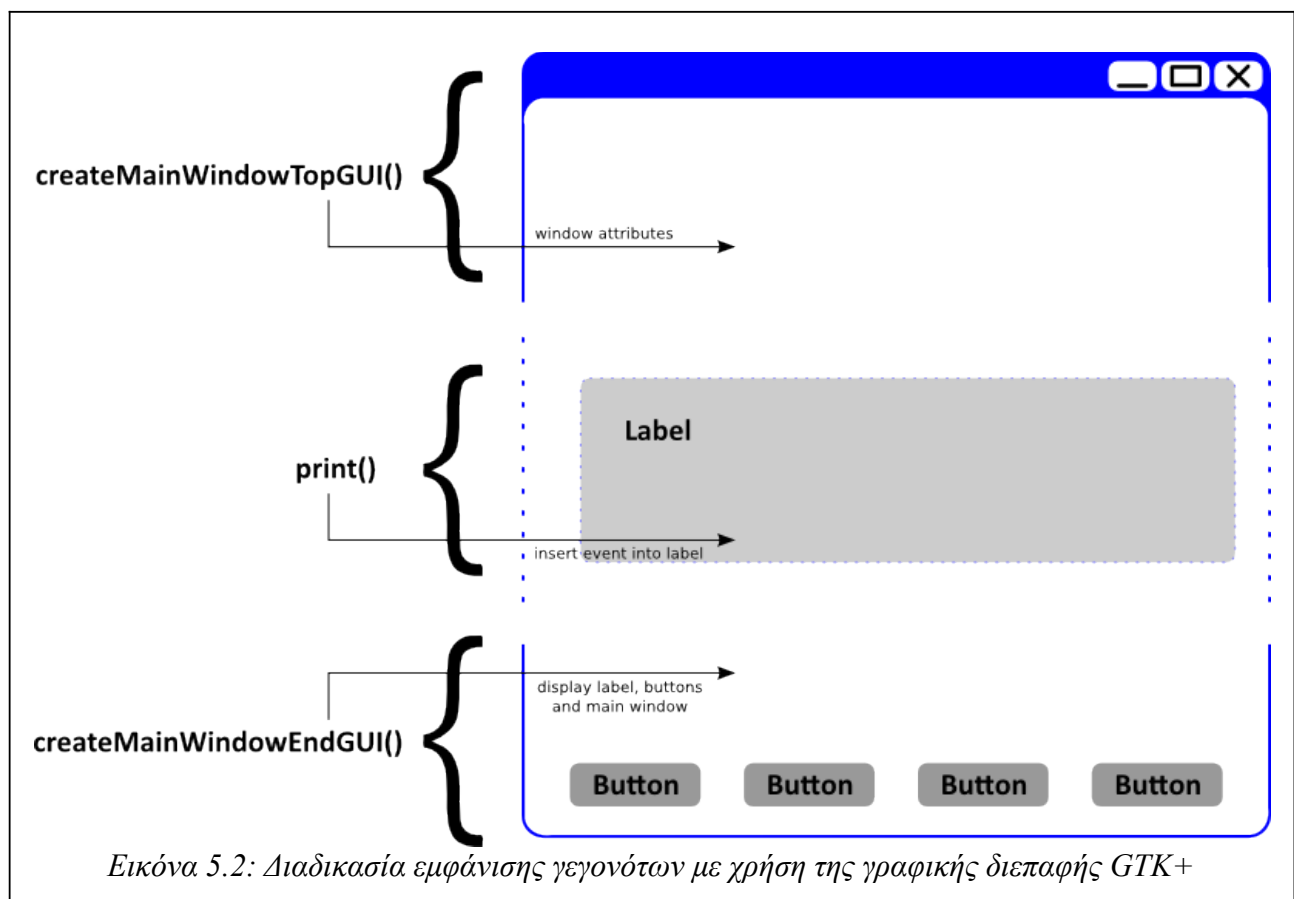 createMainWindowTopGUI()
window attributes
Label
print()
insert event into label
display label, buttons
and main window
createMainWindowEndGUI()
Button Button Button Button
Εικόνα 5.2: Διαδικασία εμφάνισης γεγονότων με χρήση της γραφικής διεπαφής GTK+